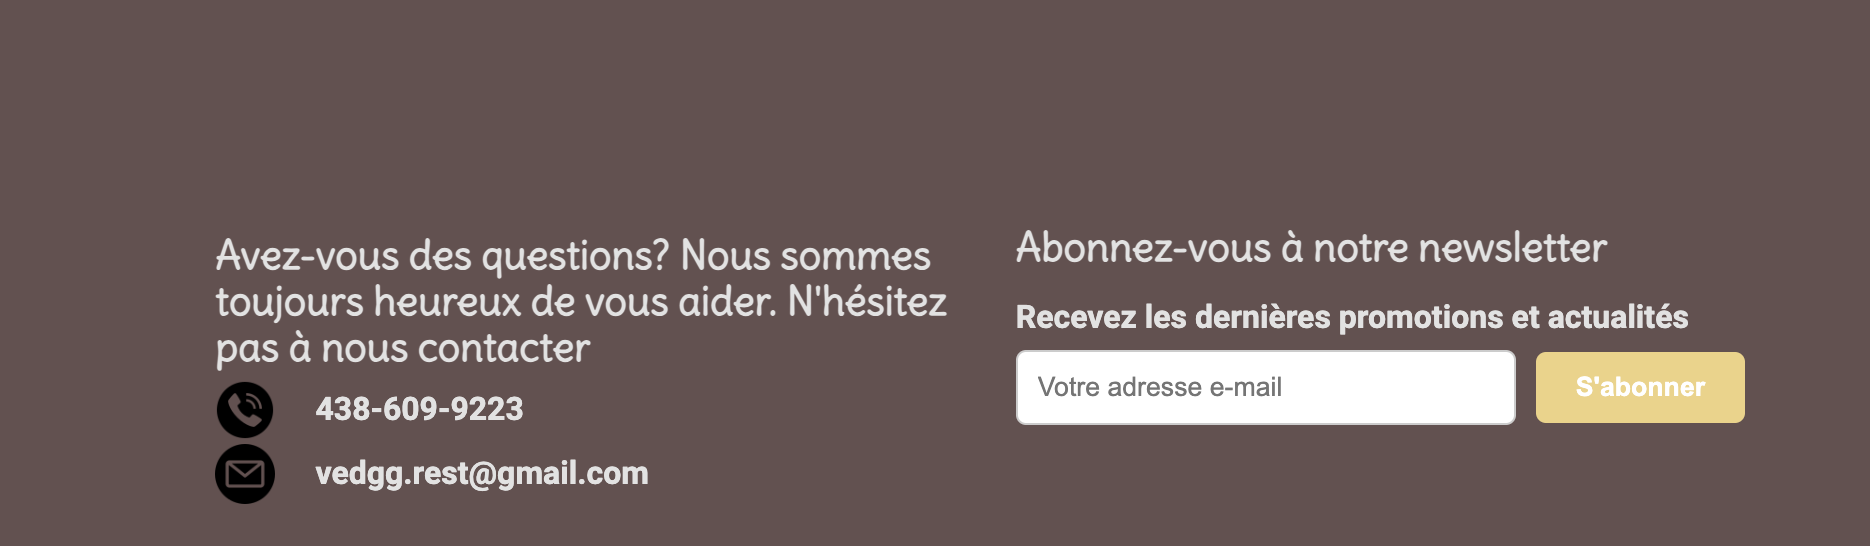 Avez-vous des questions? Nous sommes
toujours heureux de vous aider. N'hésitez
pas à nous contacter
438-609-9223
vedgg.rest@gmail.com
Abonnez-vous à notre newsletter
Recevez les dernières promotions et actualités
Votre adresse e-mail
S'abonner